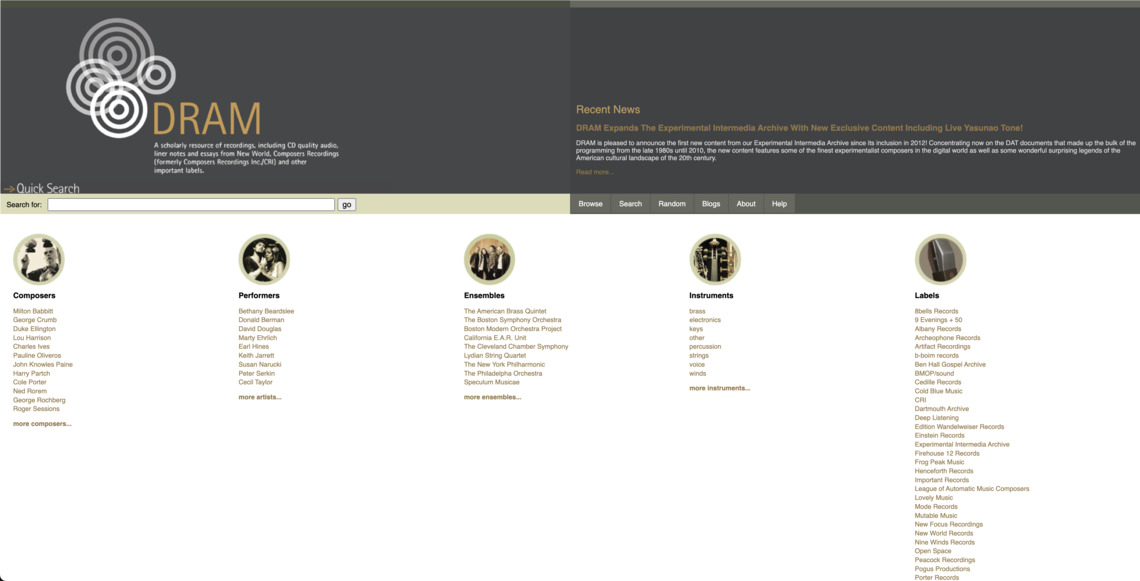 DRAM
A scholarly resource of recordings, including CD quality audio,
liner notes and essays from New World, Composers Recordings
(formerly Composers Recordings Inc./CRI) and other
important labels.
Recent News
DRAM Expands The Experimental Intermedia Archive With New Exclusive Content Including Live Yasunao Tone!
DRAM is pleased to announce the first new content from our Experimental Intermedia Archive since its inclusion in 2012! Concentrating now on the DAT documents that made up the bulk of the
programming from the late 1980s until 2010, the new content features some of the finest experimentalist composers in the digital world as well as some wonderful surprising legends of the
American cultural landscape of the 20th century.
Read more...
Quick Search
Search for: go
Browse Search Random Blogs About Help
Composers
Milton Babbitt
George Crumb
Duke Ellington
Lou Harrison
Charles Ives
Pauline Oliveros
John Knowles Paine
Harry Partch
Cole Porter
Ned Rorem
George Rochberg
Roger Sessions
more composers...
Performers
Bethany Beardslee
Donald Berman
David Douglas
Marty Ehrlich
Earl Hines
Keith Jarrett
Susan Narucki
Peter Serkin
Cecil Taylor
more artists...
Ensembles
The American Brass Quintet
The Boston Symphony Orchestra
Boston Modern Orchestra Project
California E.A.R. Unit
The Cleveland Chamber Symphony
Lydian String Quartet
The New York Philharmonic
The Philadelpha Orchestra
Speculum Musicae
more ensembles...
Instruments
brass
electronics
keys
other
percussion
strings
voice
winds
more instruments...
Labels
8bells Records
9 Evenings + 50
Albany Records
Archeophone Records
Artifact Recordings
b-boim records
Ben Hall Gospel Archive
BMOP/sound
Cedille Records
Cold Blue Music
CRI
Dartmouth Archive
Deep Listening
Edition Wandelweiser Records
Einstein Records
Experimental Intermedia Archive
Firehouse 12 Records
Frog Peak Music
Henceforth Records
Important Records
League of Automatic Music Composers
Lovely Music
Mode Records
Mutable Music
New Focus Recordings
New World Records
Nine Winds Records
Open Space
Peacock Recordings
Pogus Productions
Porter Records